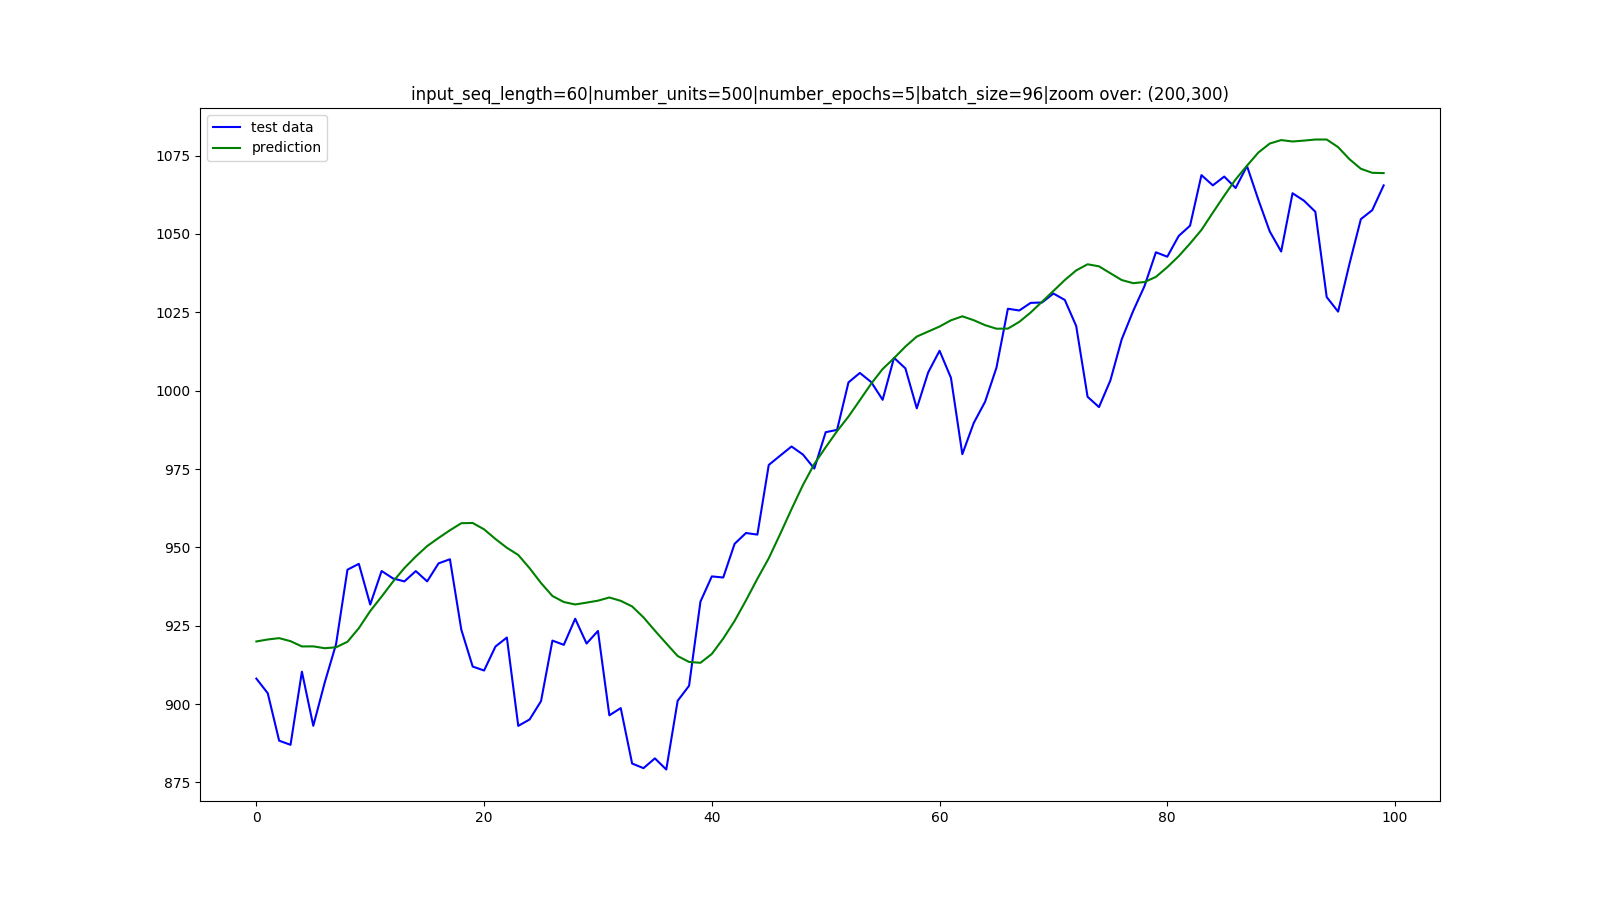 input_seq_length=60|number_units=500|number_epochs=5|batch_size=96|zoom over: (200,300)
test data
prediction
1075
1050
1025
1000
975
950
925
900
875
0 20 40 60 80 100